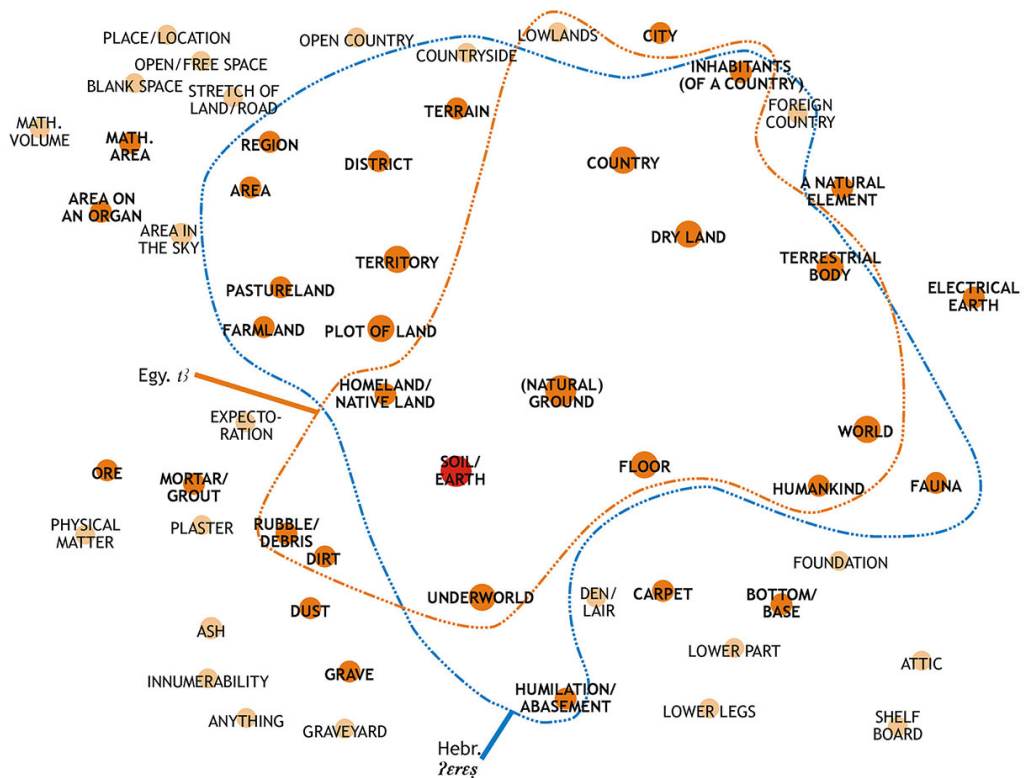 PLACE/LOCATION
OPEN/FREE SPACE
BLANK SPACE
STRETCH OF
LAND/ROAD
OPEN COUNTRY
COUNTRYSIDE
LOWLANDS
CITY
INHABITANTS
(OF A COUNTRY)
FOREIGN
COUNTRY
MATH.
VOLUME
MATH.
AREA
REGION
TERRAIN
DISTRICT
COUNTRY
AREA
AREA ON
AN ORGAN
AREA IN
THE SKY
A NATURAL
ELEMENT
DRY LAND
TERRITORY
TERRESTRIAL
BODY
ELECTRICAL
EARTH
PASTURELAND
FARMLAND
PLOT OF LAND
Egy. tꜣ
HOMELAND/
NATIVE LAND
(NATURAL)
GROUND
EXPECTO-
RATION
WORLD
ORE
MORTAR/
GROUT
SOIL/
EARTH
FLOOR
HUMANKIND
FAUNA
PHYSICAL
MATTER
PLASTER
RUBBLE/
DEBRIS
DIRT
FOUNDATION
DUST
UNDERWORLD
DEN/
LAIR
CARPET
BOTTOM/
BASE
ASH
LOWER PART
ATTIC
INNUMERABILITY
GRAVE
HUMILATION/
ABASEMENT
LOWER LEGS
ANYTHING
GRAVEYARD
SHELF
BOARD
Hebr.
ʔereṣ